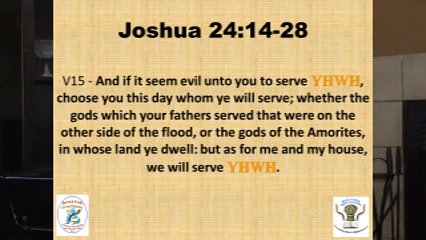 Joshua 24:14-28
V15 - And if it seem evil unto you to serve YHWH,
choose you this day whom ye will serve; whether the
gods which your fathers served that were on the
other side of the flood, or the gods of the Amorites,
in whose land ye dwell: but as for me and my house,
we will serve YHWH.